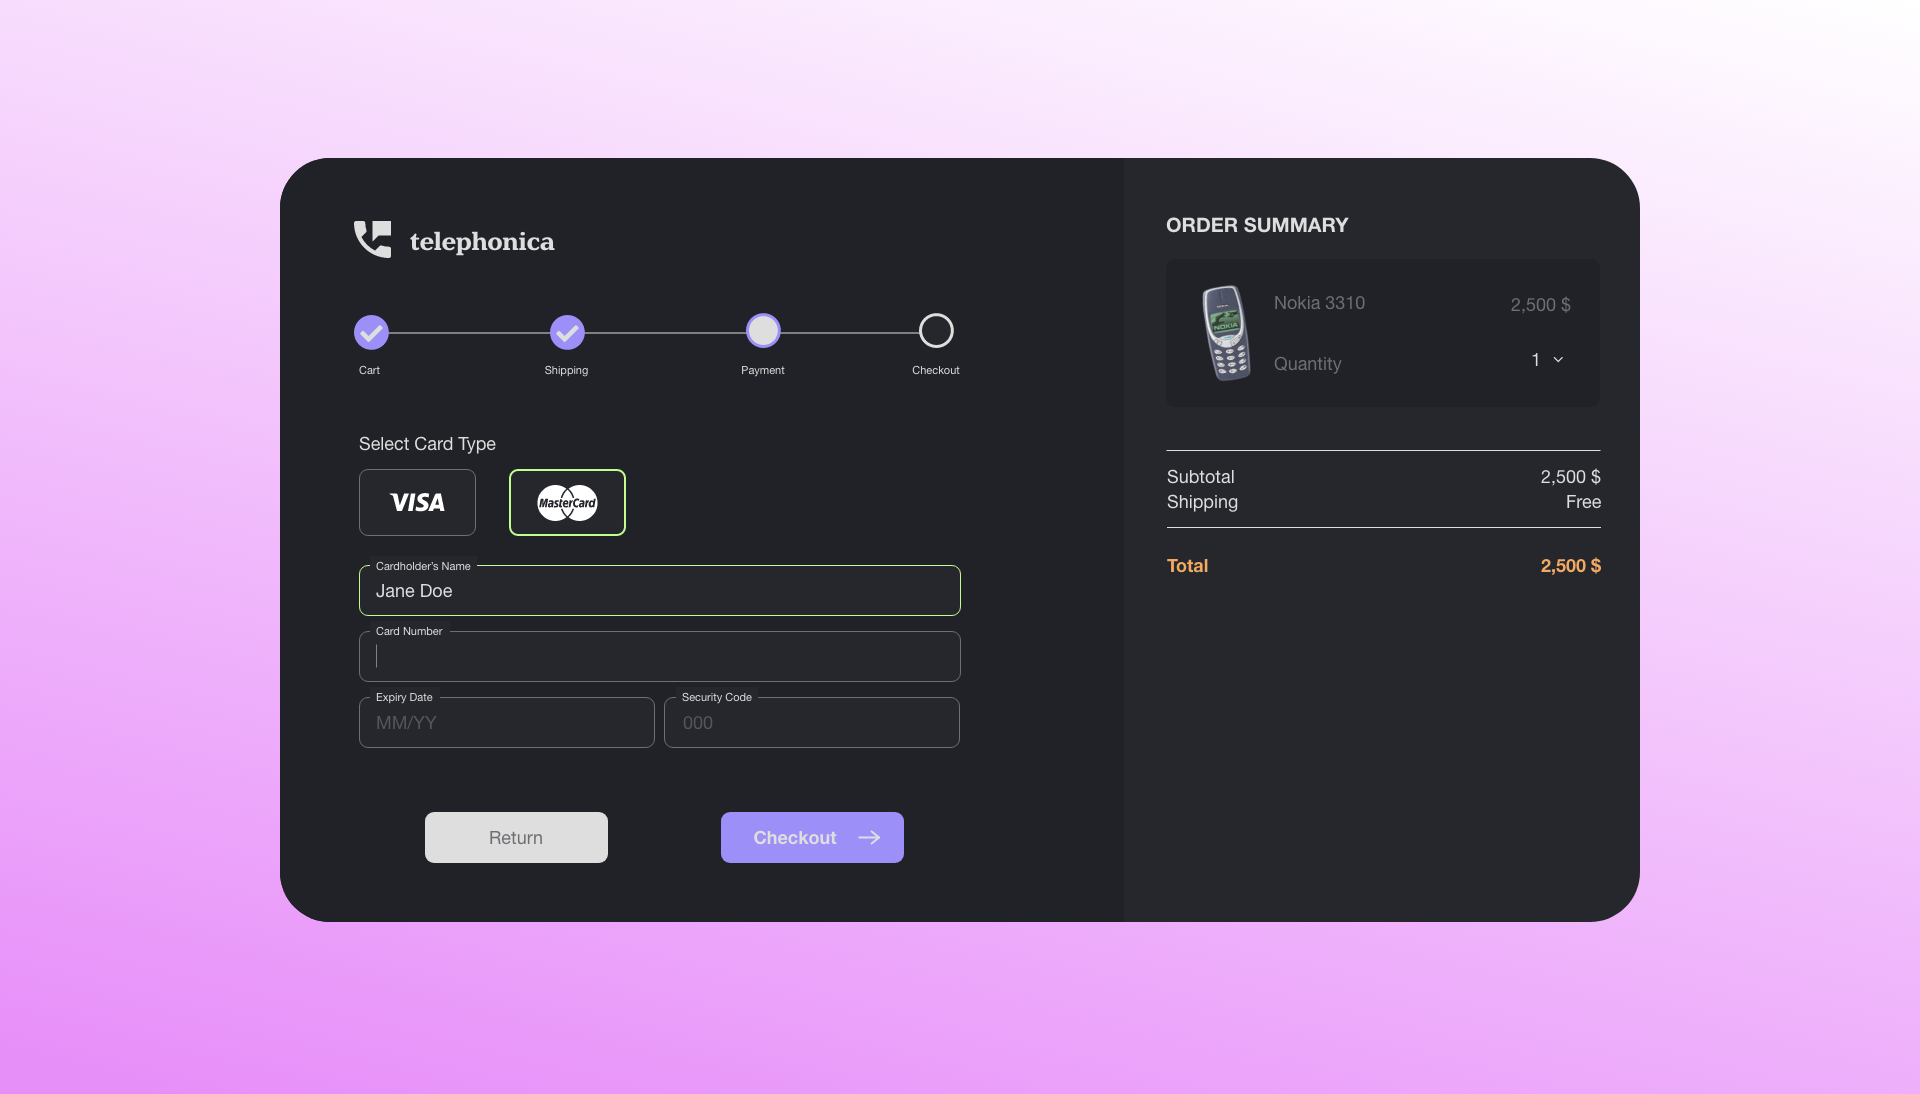 telephonica
Cart
Shipping
Payment
Checkout
Select Card Type
VISA
MasterCard
Cardholder's Name
Jane Doe
Card Number
Expiry Date
MM/YY
Security Code
000
Return
Checkout
ORDER SUMMARY
NOKIA
Nokia 3310
2,500 $
Quantity
1
Subtotal
2,500 $
Shipping
Free
Total
2,500 $